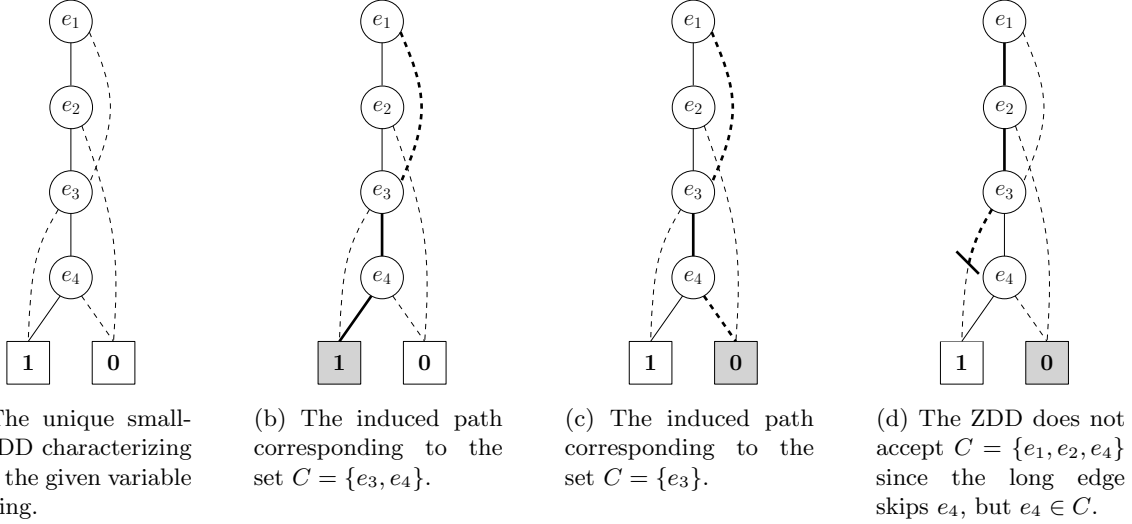 e₁ e₁ e₁ e₁
e₂ e₂ e₂ e₂
e₃ e₃ e₃ e₃
e₄ e₄ e₄ e₄
1 0 1 0 1 0 1 0
The unique small-
DD characterizing
the given variable
ing.
(b) The induced path
corresponding to the
set C = {e₃, e₄}.
(c) The induced path
corresponding to the
set C = {e₃}.
(d) The ZDD does not
accept C = {e₁, e₂, e₄}
since the long edge
skips e₄, but e₄ ∈ C.